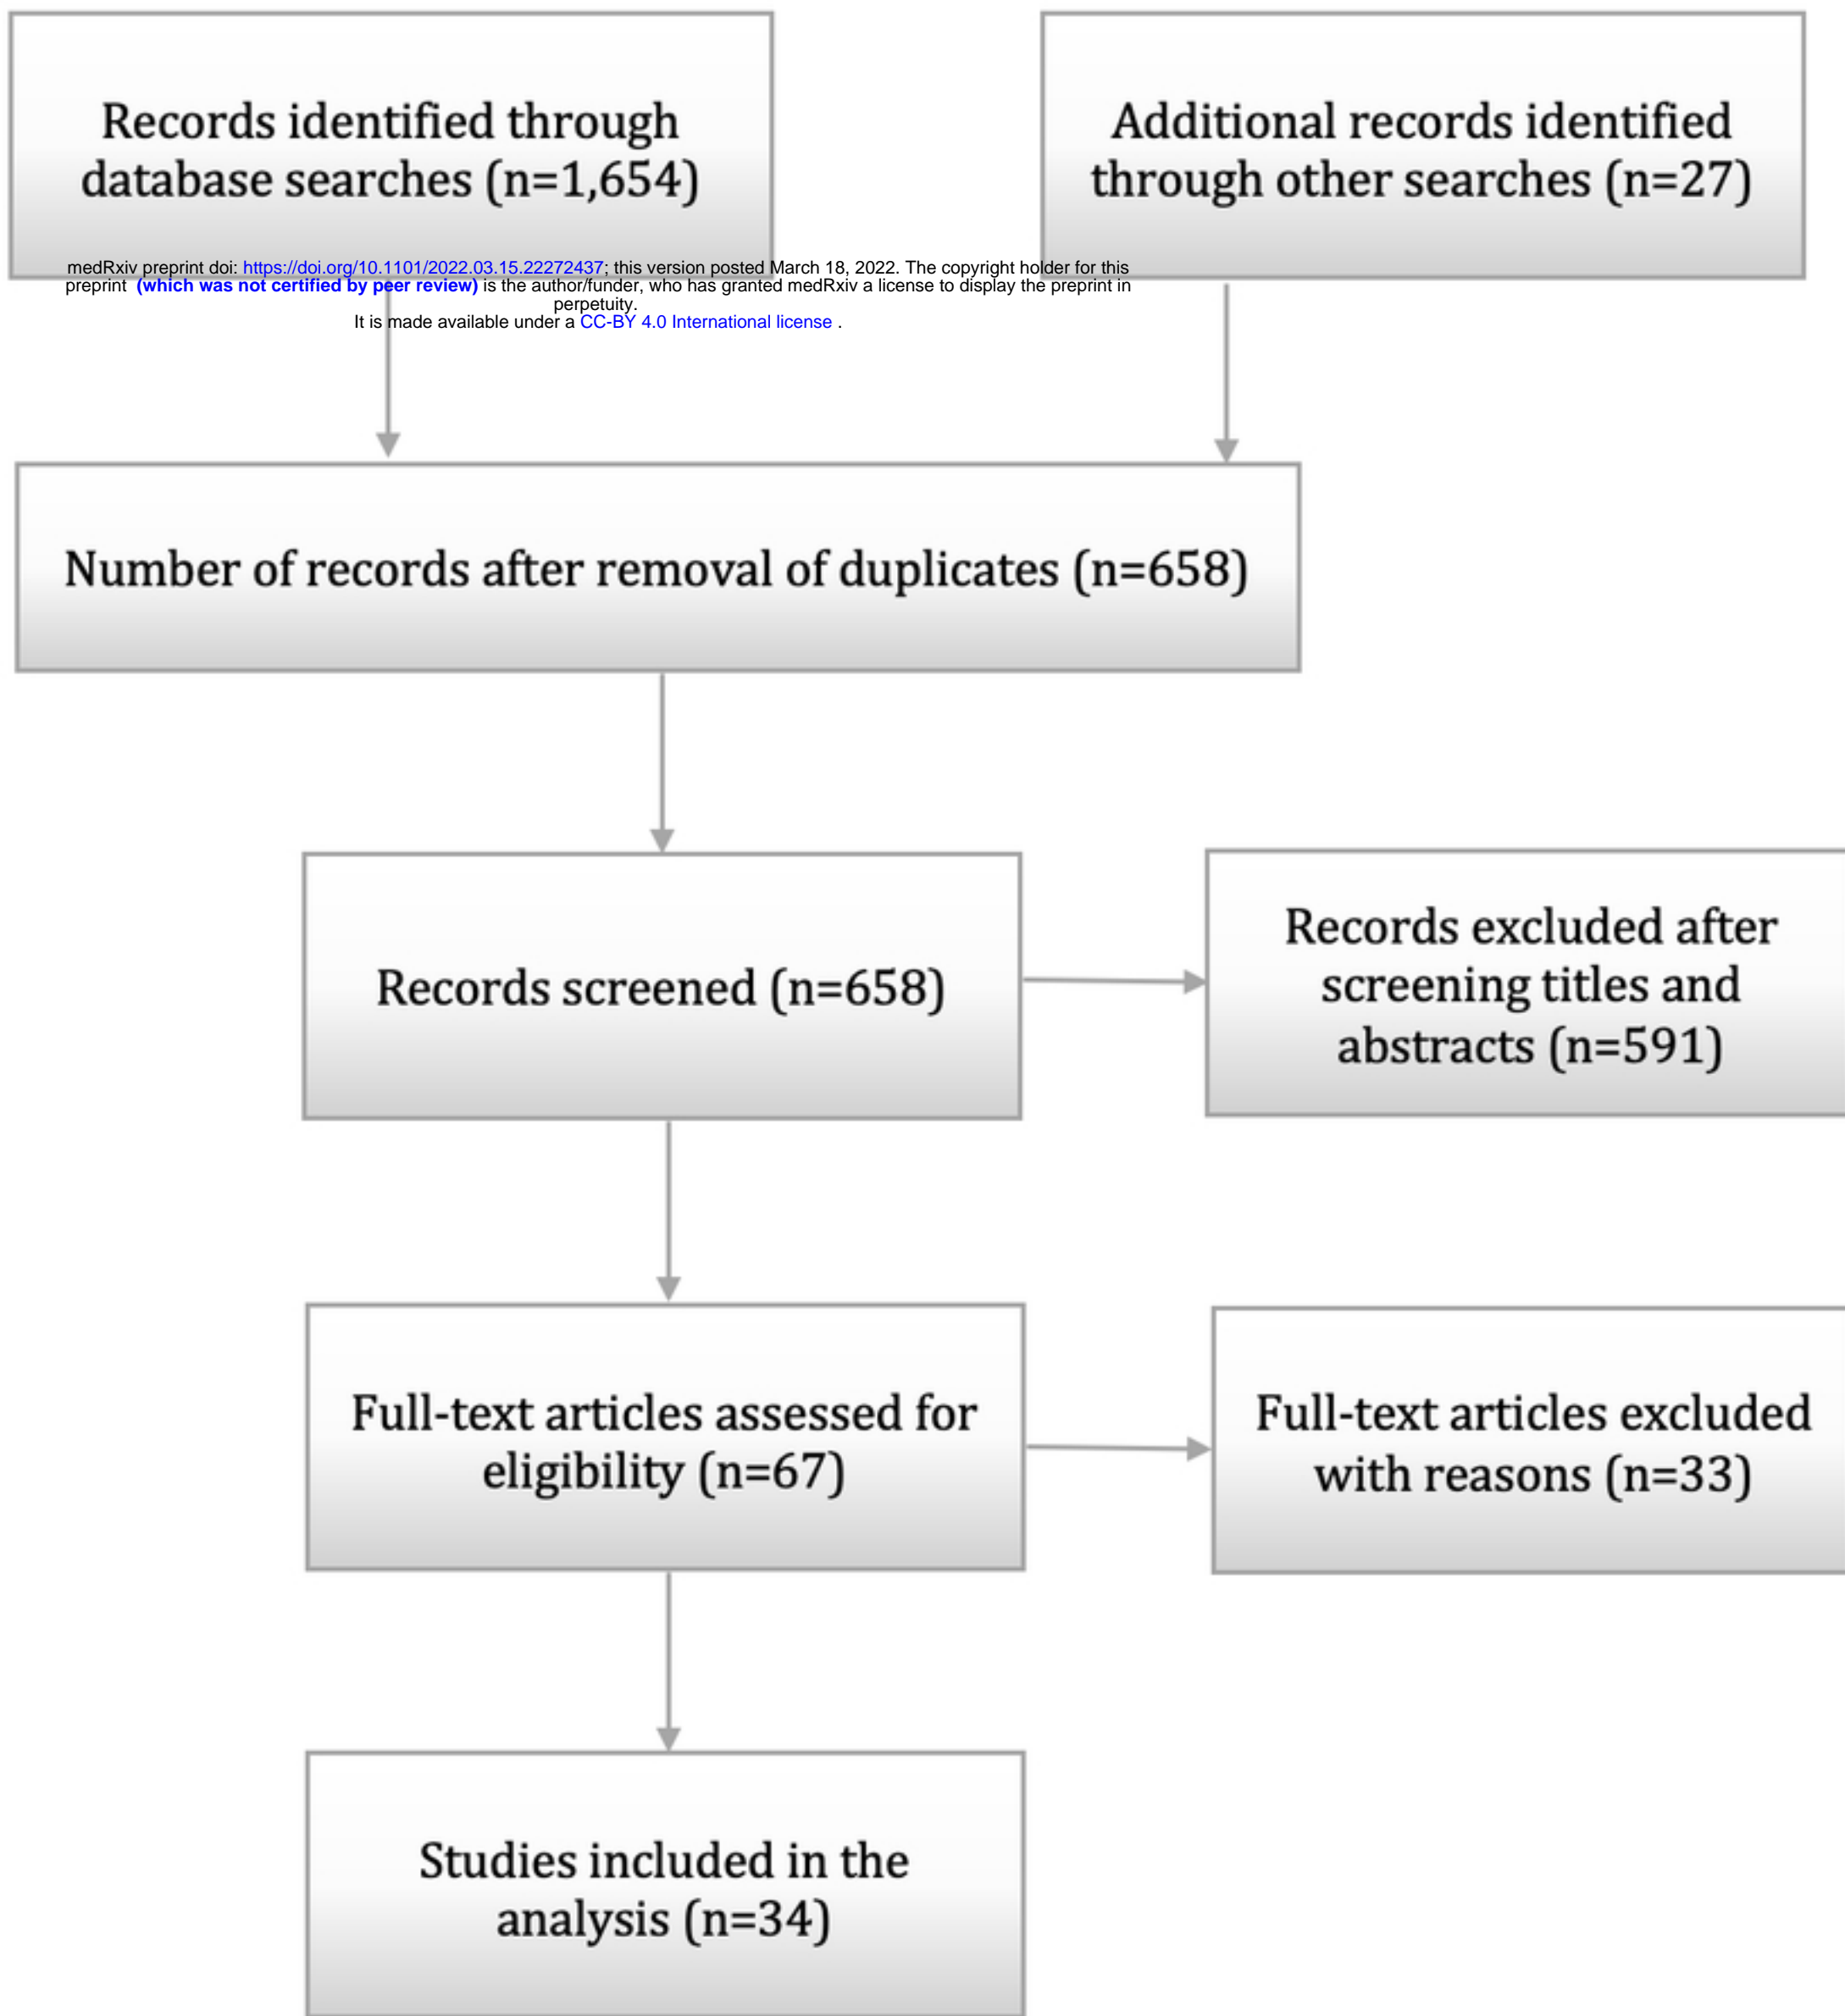 Records identified through
database searches (n=1,654)
Additional records identified
through other searches (n=27)
medRxiv preprint doi: https://doi.org/10.1101/2022.03.15.22272437; this version posted March 18, 2022. The copyright holder for this
preprint (which was not certified by peer review) is the author/funder, who has granted medRxiv a license to display the preprint in
perpetuity.
It is made available under a CC-BY 4.0 International license .
Number of records after removal of duplicates (n=658)
Records screened (n=658)
Records excluded after
screening titles and
abstracts (n=591)
Full-text articles assessed for
eligibility (n=67)
Full-text articles excluded
with reasons (n=33)
Studies included in the
analysis (n=34)